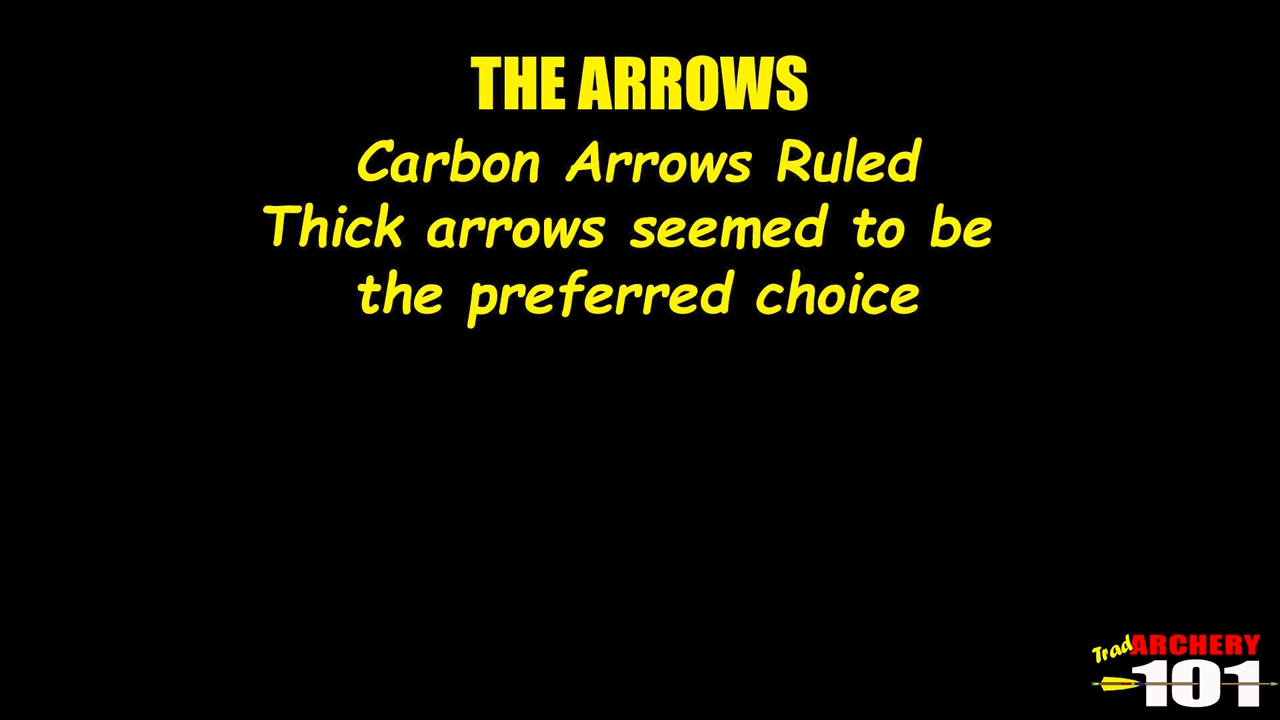 THE ARROWS
Carbon Arrows Ruled
Thick arrows seemed to be
the preferred choice
Trad ARCHERY
101